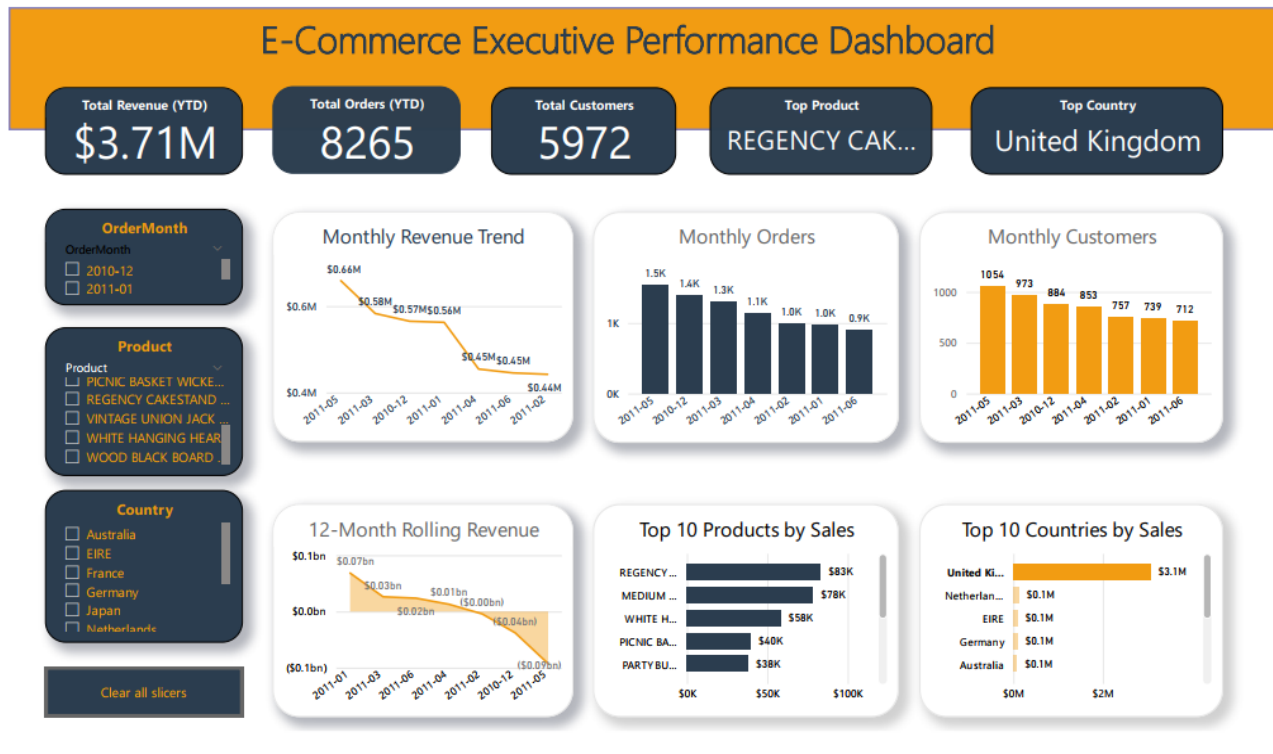 E-Commerce Executive Performance Dashboard
Total Revenue (YTD)
$3.71M
Total Orders (YTD)
8265
Total Customers
5972
Top Product
REGENCY CAK...
Top Country
United Kingdom
OrderMonth
OrderMonth
2010-12
2011-01
Product
Product
PICNIC BASKET WICKE...
REGENCY CAKESTAND ...
VINTAGE UNION JACK ...
WHITE HANGING HEAR
WOOD BLACK BOARD .
Country
Australia
EIRE
France
Germany
Japan
Netherlands
Clear all slicers
Monthly Revenue Trend
$0.66M
$0.6M
$0.58M
$0.57M
$0.56M
$0.45M
$0.45M
$0.44M
$0.4M
2011-05
2011-03
2010-12
2011-01
2011-04
2011-06
2011-02
Monthly Orders
1.5K
1.4K
1.3K
1.1K
1.0K
1.0K
0.9K
1K
0K
2011-05
2010-12
2011-03
2011-04
2011-02
2011-01
2011-06
Monthly Customers
1054
973
884
853
757
739
712
1000
500
0
2011-05
2011-03
2010-12
2011-04
2011-02
2011-01
2011-06
12-Month Rolling Revenue
$0.1bn
$0.07bn
$0.03bn
$0.02bn
$0.01bn
($0.00bn)
($0.04bn)
($0.09bn)
$0.0bn
($0.1bn)
2011-01
2011-03
2011-06
2011-04
2011-02
2010-12
2011-05
Top 10 Products by Sales
REGENCY ...
$83K
MEDIUM ...
$78K
WHITE H...
$58K
PICNIC BA...
$40K
PARTY BU...
$38K
$0K
$50K
$100K
Top 10 Countries by Sales
United Ki...
$3.1M
Netherlan...
$0.1M
EIRE
$0.1M
Germany
$0.1M
Australia
$0.1M
$0M
$2M